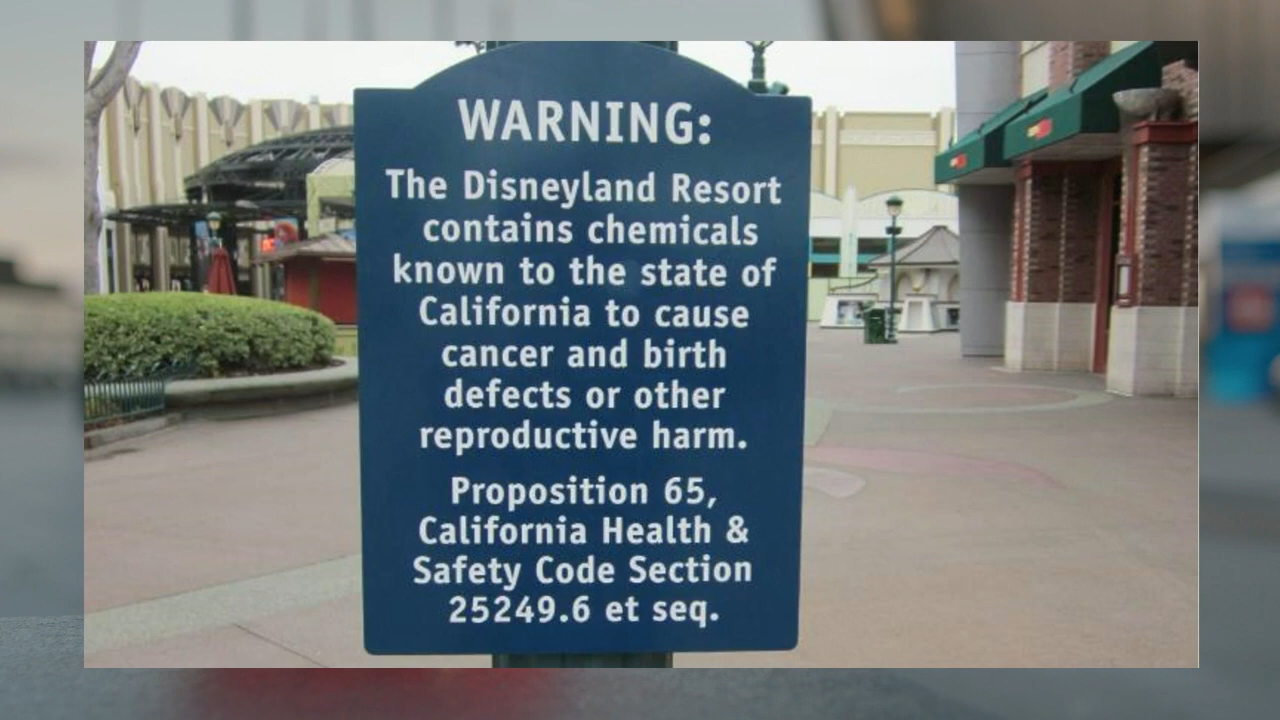 WARNING:
The Disneyland Resort
contains chemicals
known to the state of
California to cause
cancer and birth
defects or other
reproductive harm.
Proposition 65,
California Health &
Safety Code Section
25249.6 et seq.